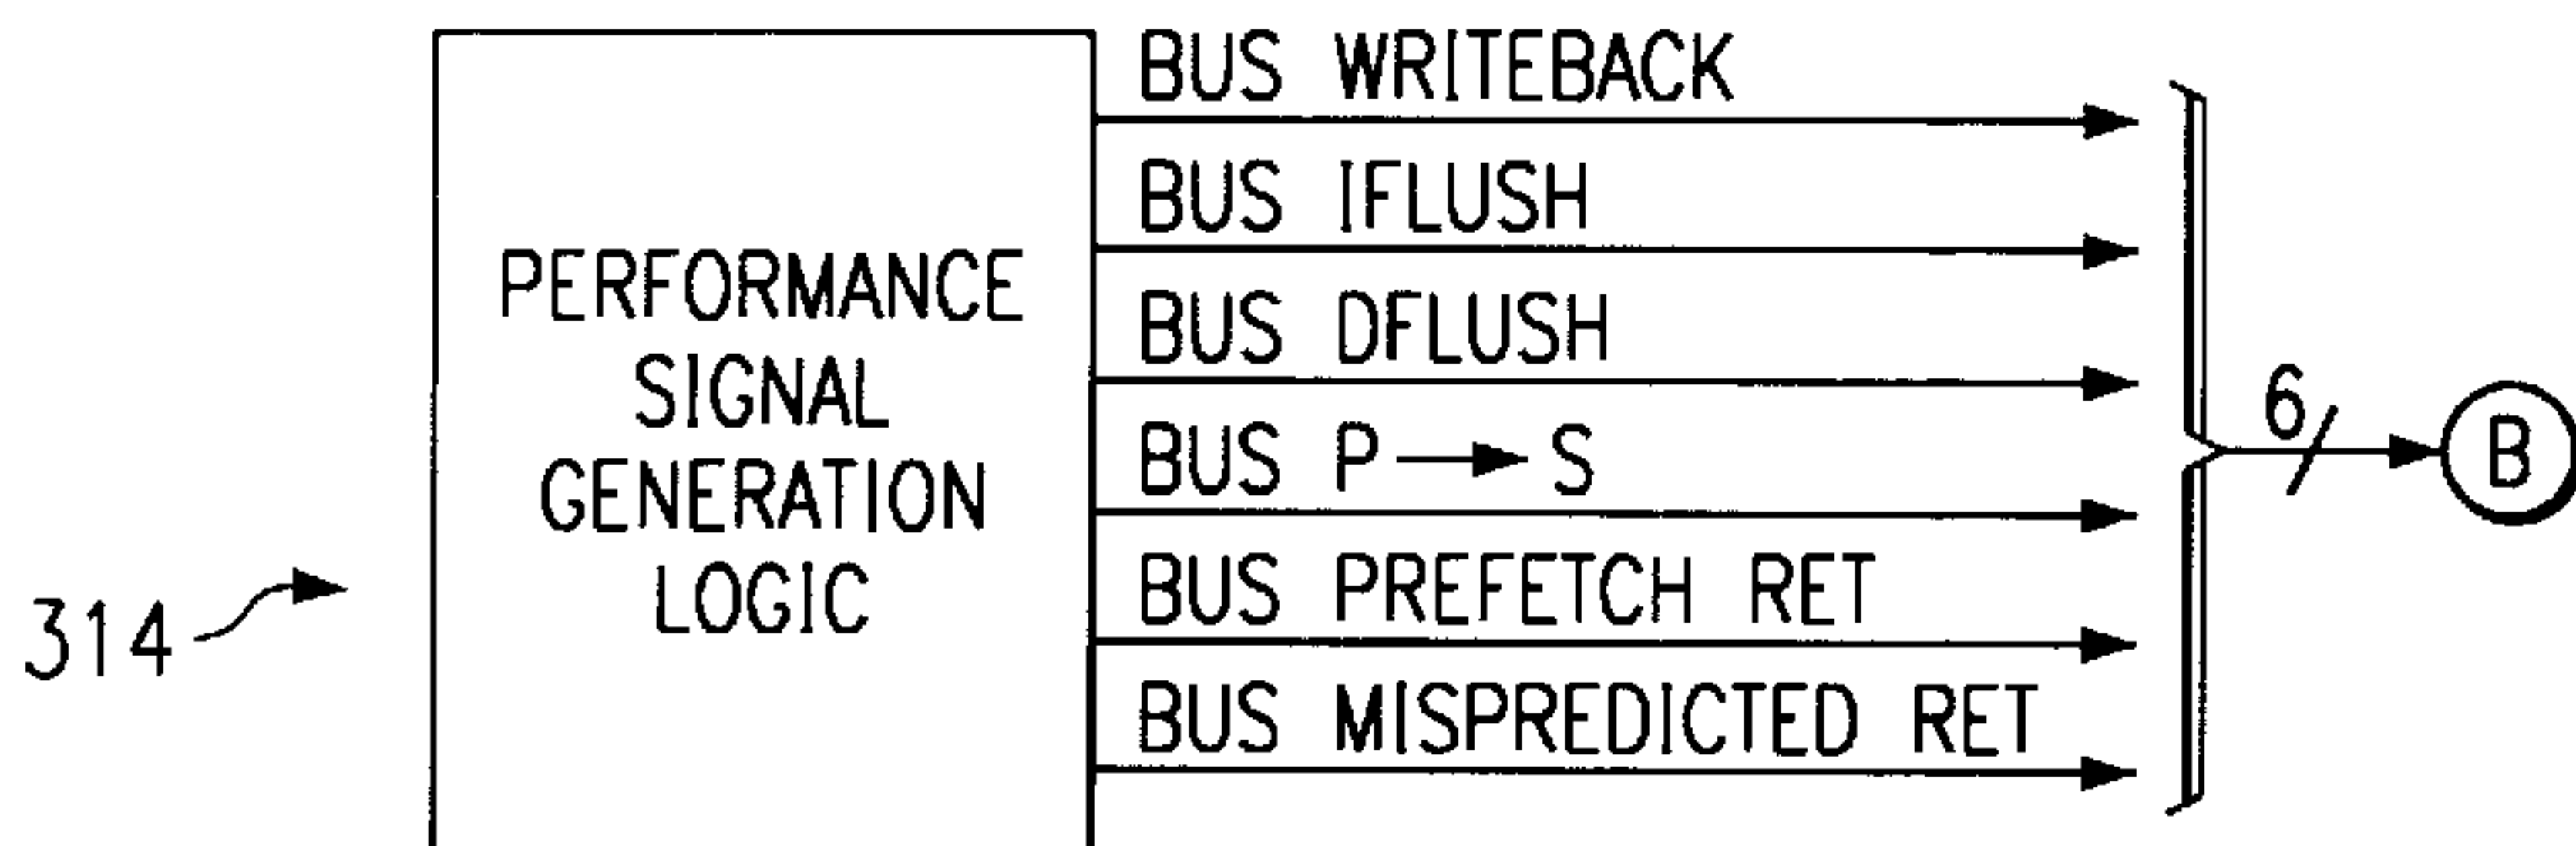 BUS WRITEBACK
BUS IFLUSH
BUS DFLUSH
BUS P → S
BUS PREFETCH RET
BUS MISPREDICTED RET
PERFORMANCE
SIGNAL
GENERATION
LOGIC
314
6
B